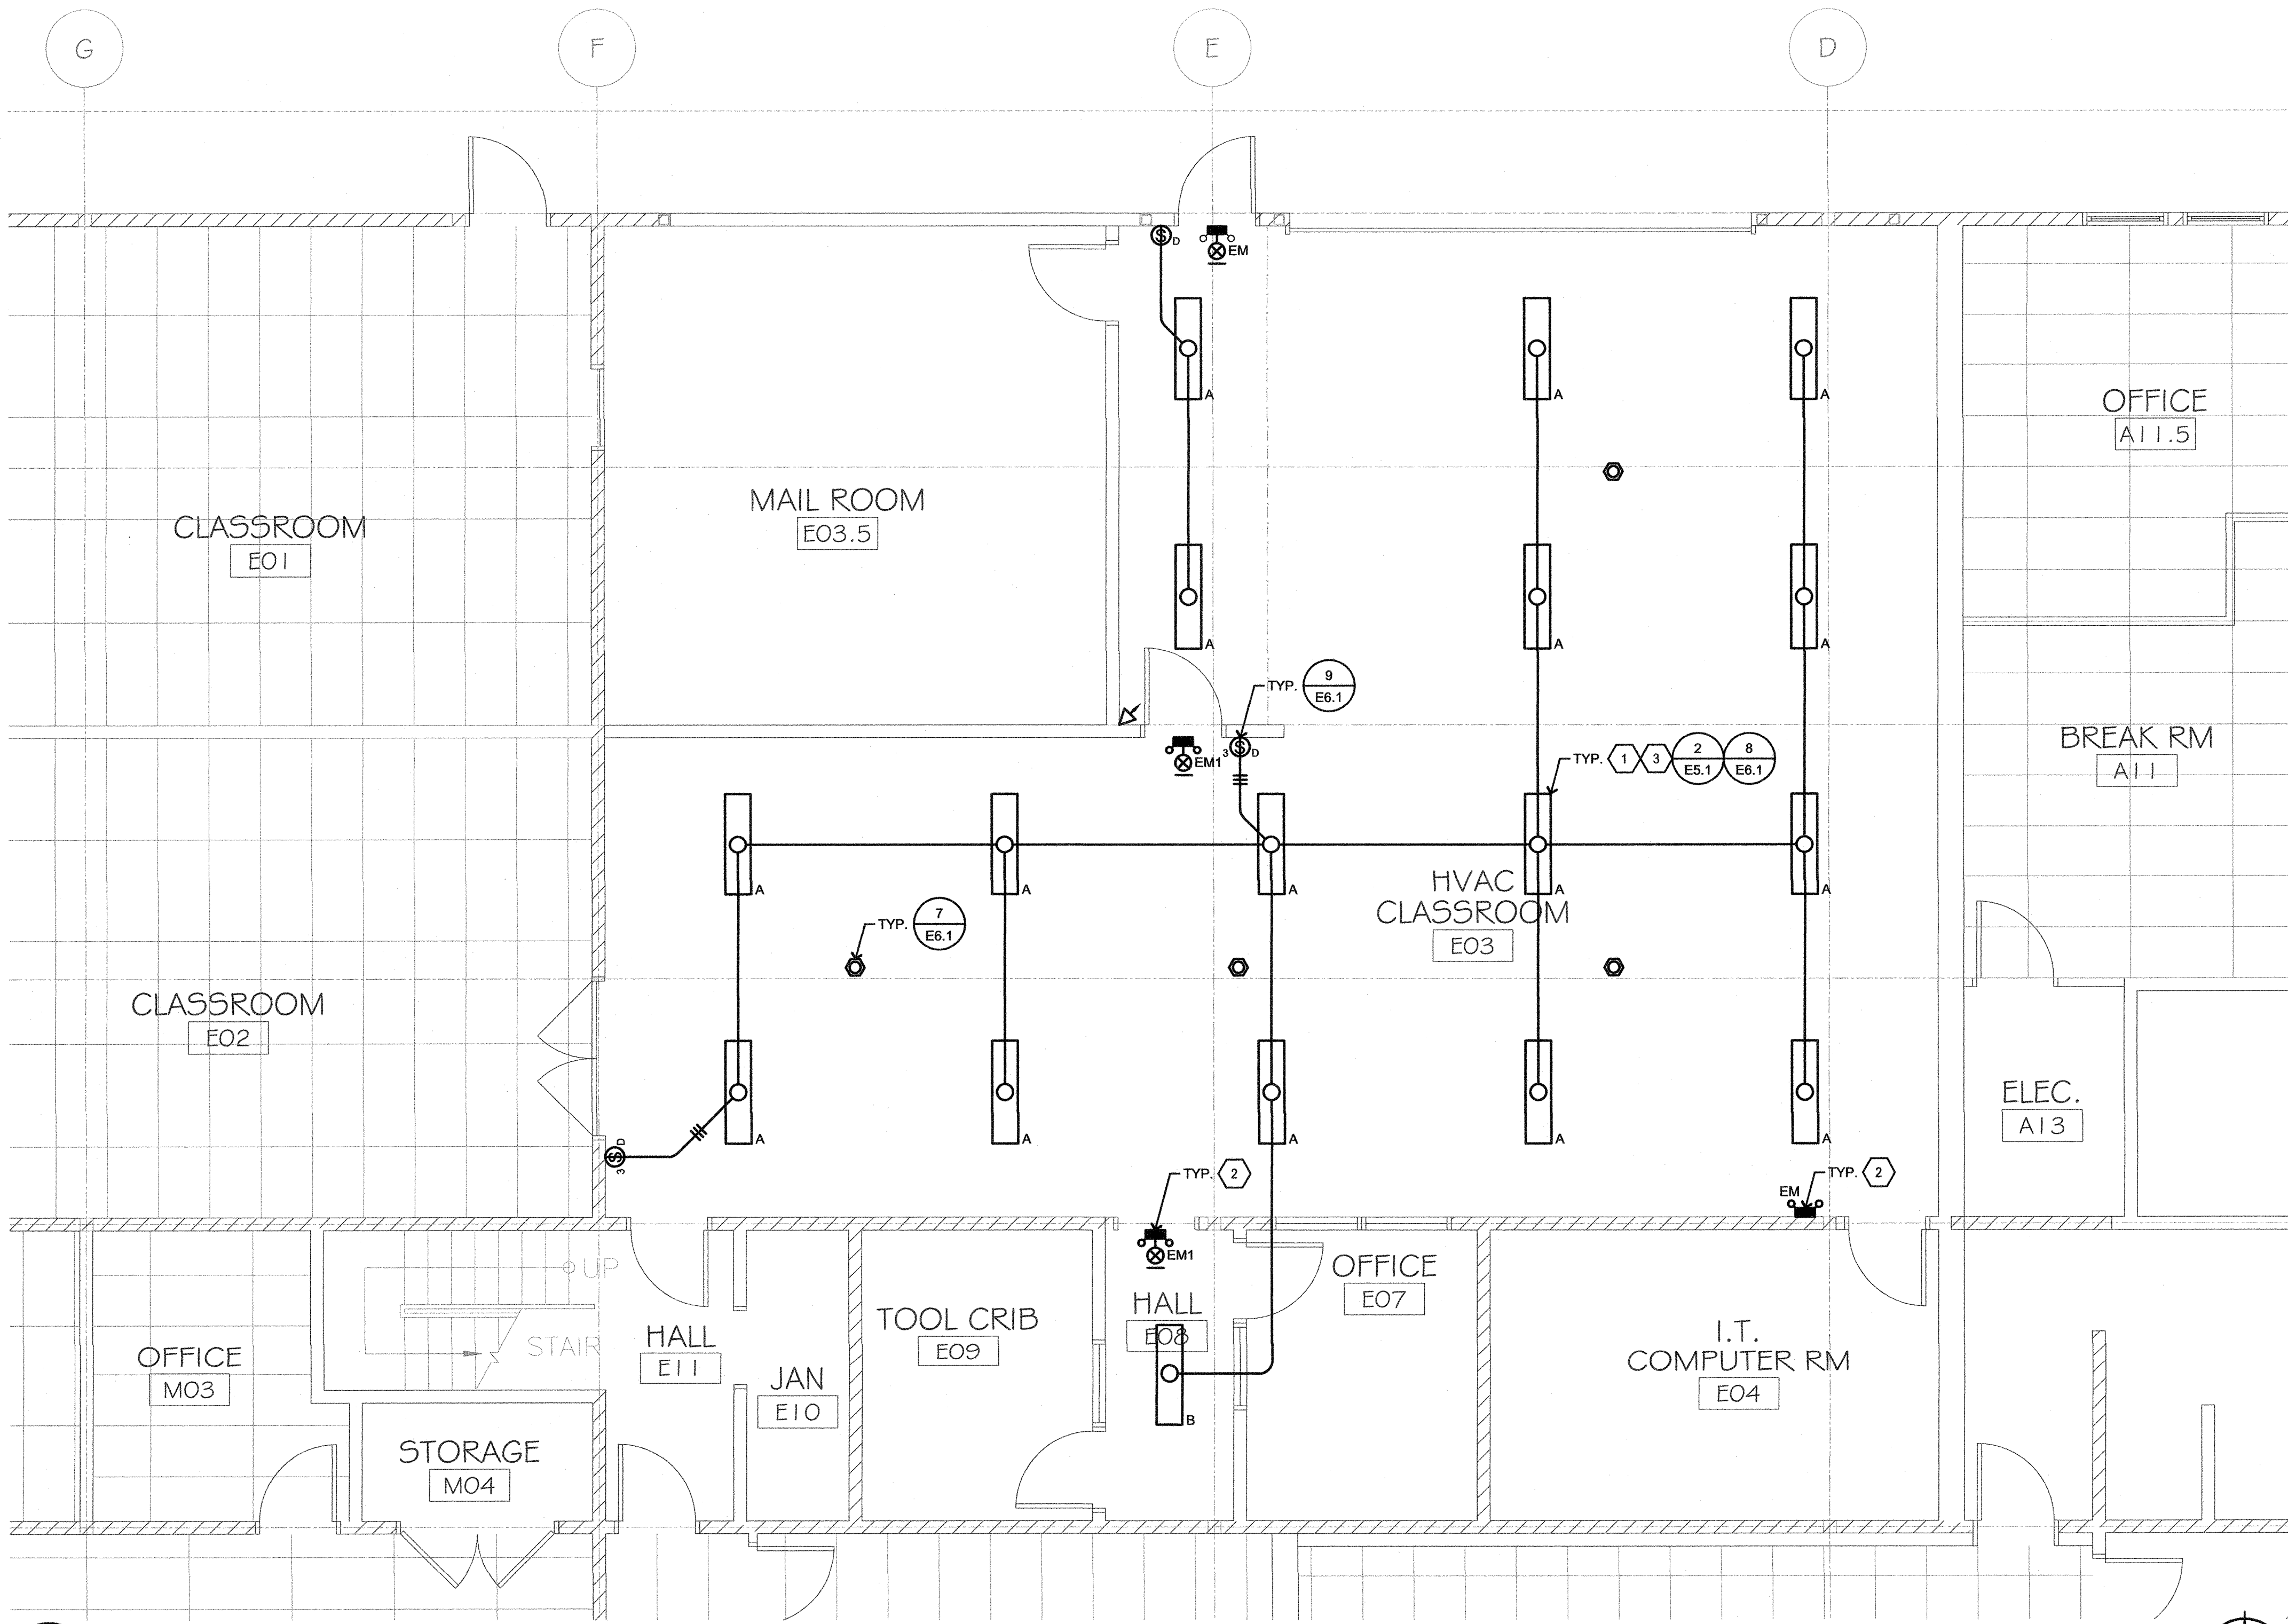 G
F
E
D
S D
EM
A
A
A
OFFICE
A11.5
MAIL ROOM
E03.5
CLASSROOM
E01
A
A
A
TYP. 9
E6.1
3 S D
EM1
TYP. 1 3 2 8
E5.1 E6.1
BREAK RM
A11
A
A
A
A
A
HVAC
CLASSROOM
E03
TYP. 7
E6.1
CLASSROOM
E02
ELEC.
A13
A
A
A
A
A
3 S D
TYP. 2
TYP. 2
EM
EM1
UP
STAIR
OFFICE
E07
HALL
E08
TOOL CRIB
E09
HALL
E11
I.T.
COMPUTER RM
E04
OFFICE
M03
JAN
E10
B
STORAGE
M04